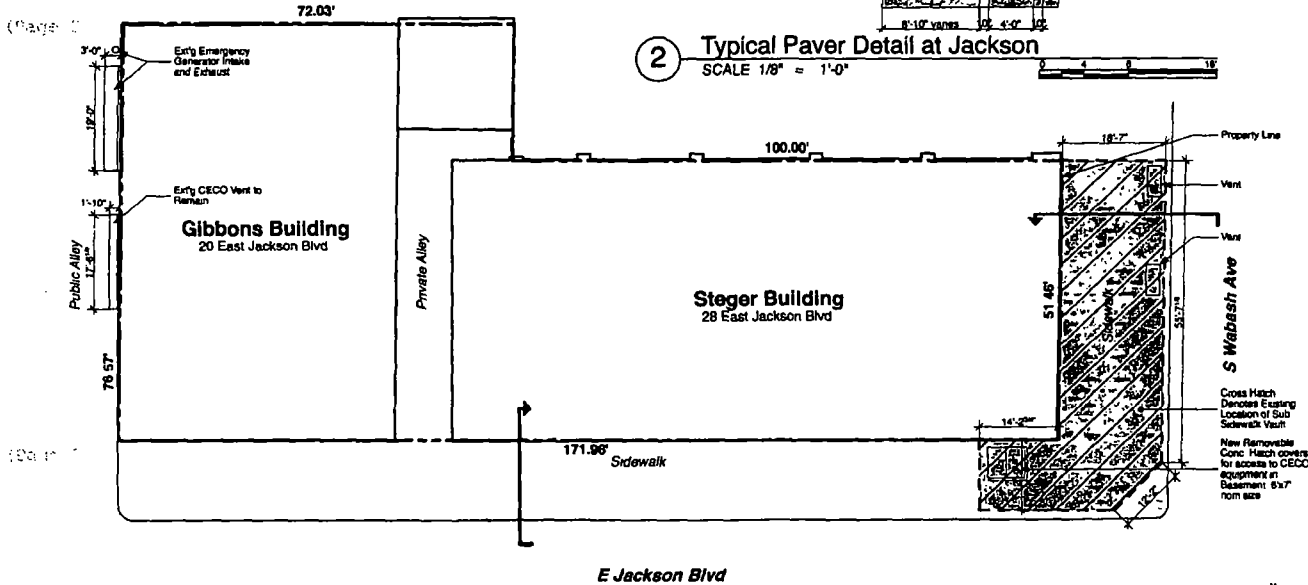 8'-10" varies
4'-0"
2
Typical Paver Detail at Jackson
SCALE 1/8" = 1'-0"
0 4 8 16'
72.03'
3'-0"
Ext'g Emergency
Generator Intake
and Exhaust
19'-0"
Ext'g CECO Vent to
Remain
1'-10"
17'-6"
Public Alley
76 57'
Gibbons Building
20 East Jackson Blvd
Private Alley
100.00'
Steger Building
28 East Jackson Blvd
51 46'
18'-7"
Property Line
Vent
Vent
Sidewalk
55'-7"
S Wabash Ave
Cross Hatch
Denotes Existing
Location of Sub
Sidewalk Vault
New Removable
Conc Hatch covers
for access to CECO
equipment in
Basement 6'x7'
nom size
14'-2"
12'-2"
171.96'
Sidewalk
E Jackson Blvd